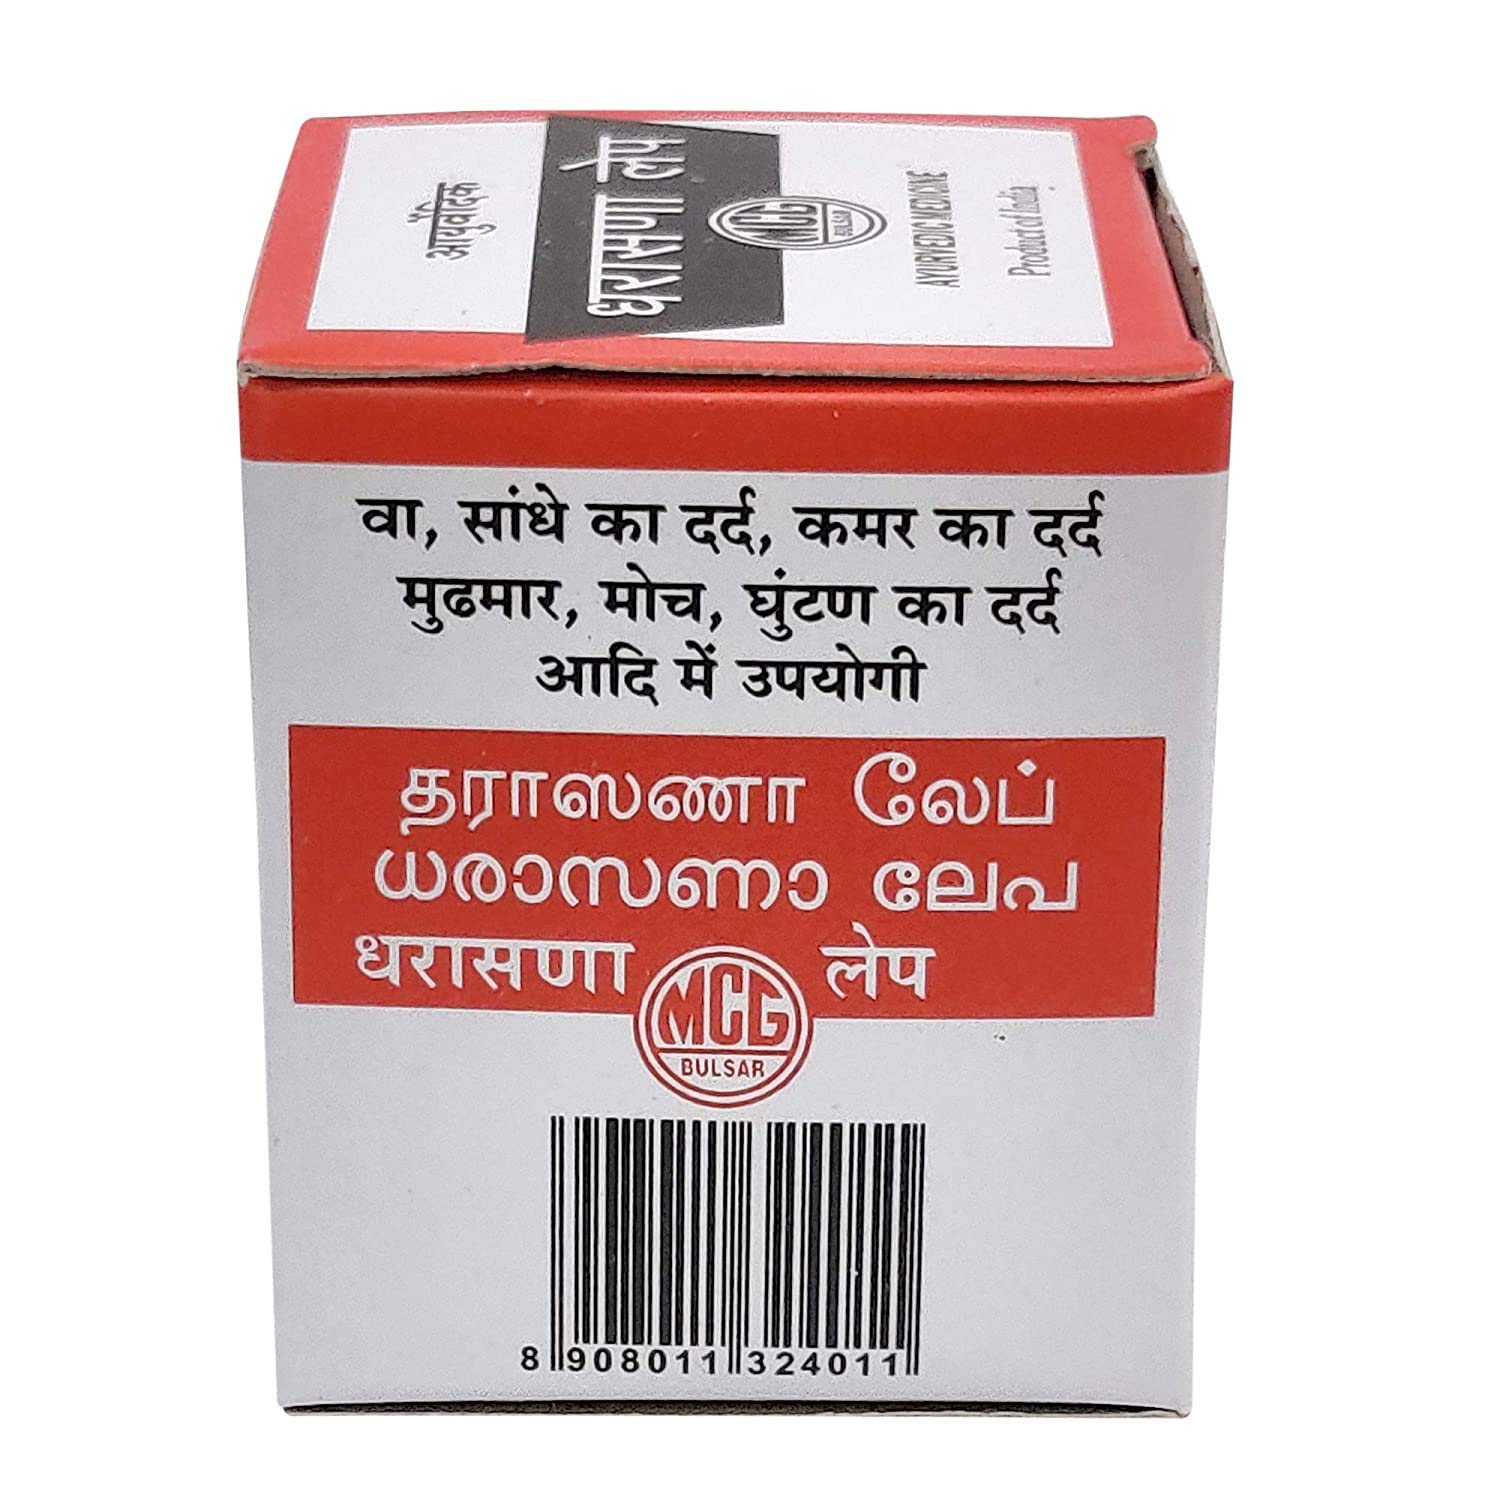 आयुर्वेदिक
धरासणा लेप
MCG
BULSAR
AYURVEDIC MEDICINE
Product of India
वा, सांधे का दर्द, कमर का दर्द
मुढमार, मोच, घुंटण का दर्द
आदि में उपयोगी
தராஸணா லேப்
ധരാസണാ ലേപ
धरासणा लेप
MCG
BULSAR
8 908011 324011